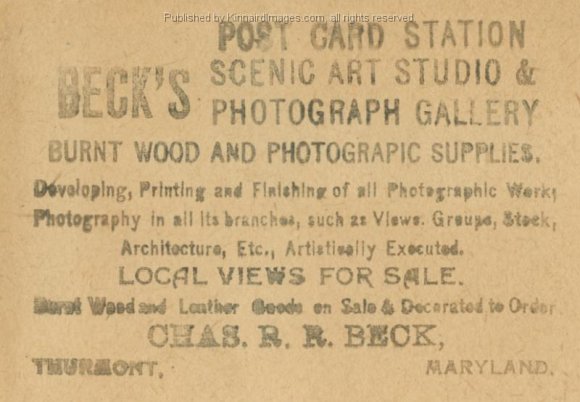 Published by KinnairdImages.com, all rights reserved.
POST CARD STATION
BECK'S SCENIC ART STUDIO &
PHOTOGRAPH GALLERY
BURNT WOOD AND PHOTOGRAPIC SUPPLIES.
Developing, Printing and Finishing of all Photographic Work;
Photography in all its branches, such as Views. Groups, Stock,
Architecture, Etc., Artistically Executed.
LOCAL VIEWS FOR SALE.
Burnt Wood and Leather Goods on Sale & Decorated to Order
CHAS. R. R. BECK,
THURMONT, MARYLAND.